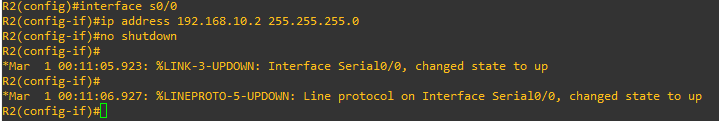 R2(config)#interface s0/0
R2(config-if)#ip address 192.168.10.2 255.255.255.0
R2(config-if)#no shutdown
R2(config-if)#
*Mar  1 00:11:05.923: %LINK-3-UPDOWN: Interface Serial0/0, changed state to up
R2(config-if)#
*Mar  1 00:11:06.927: %LINEPROTO-5-UPDOWN: Line protocol on Interface Serial0/0, changed state to up
R2(config-if)#